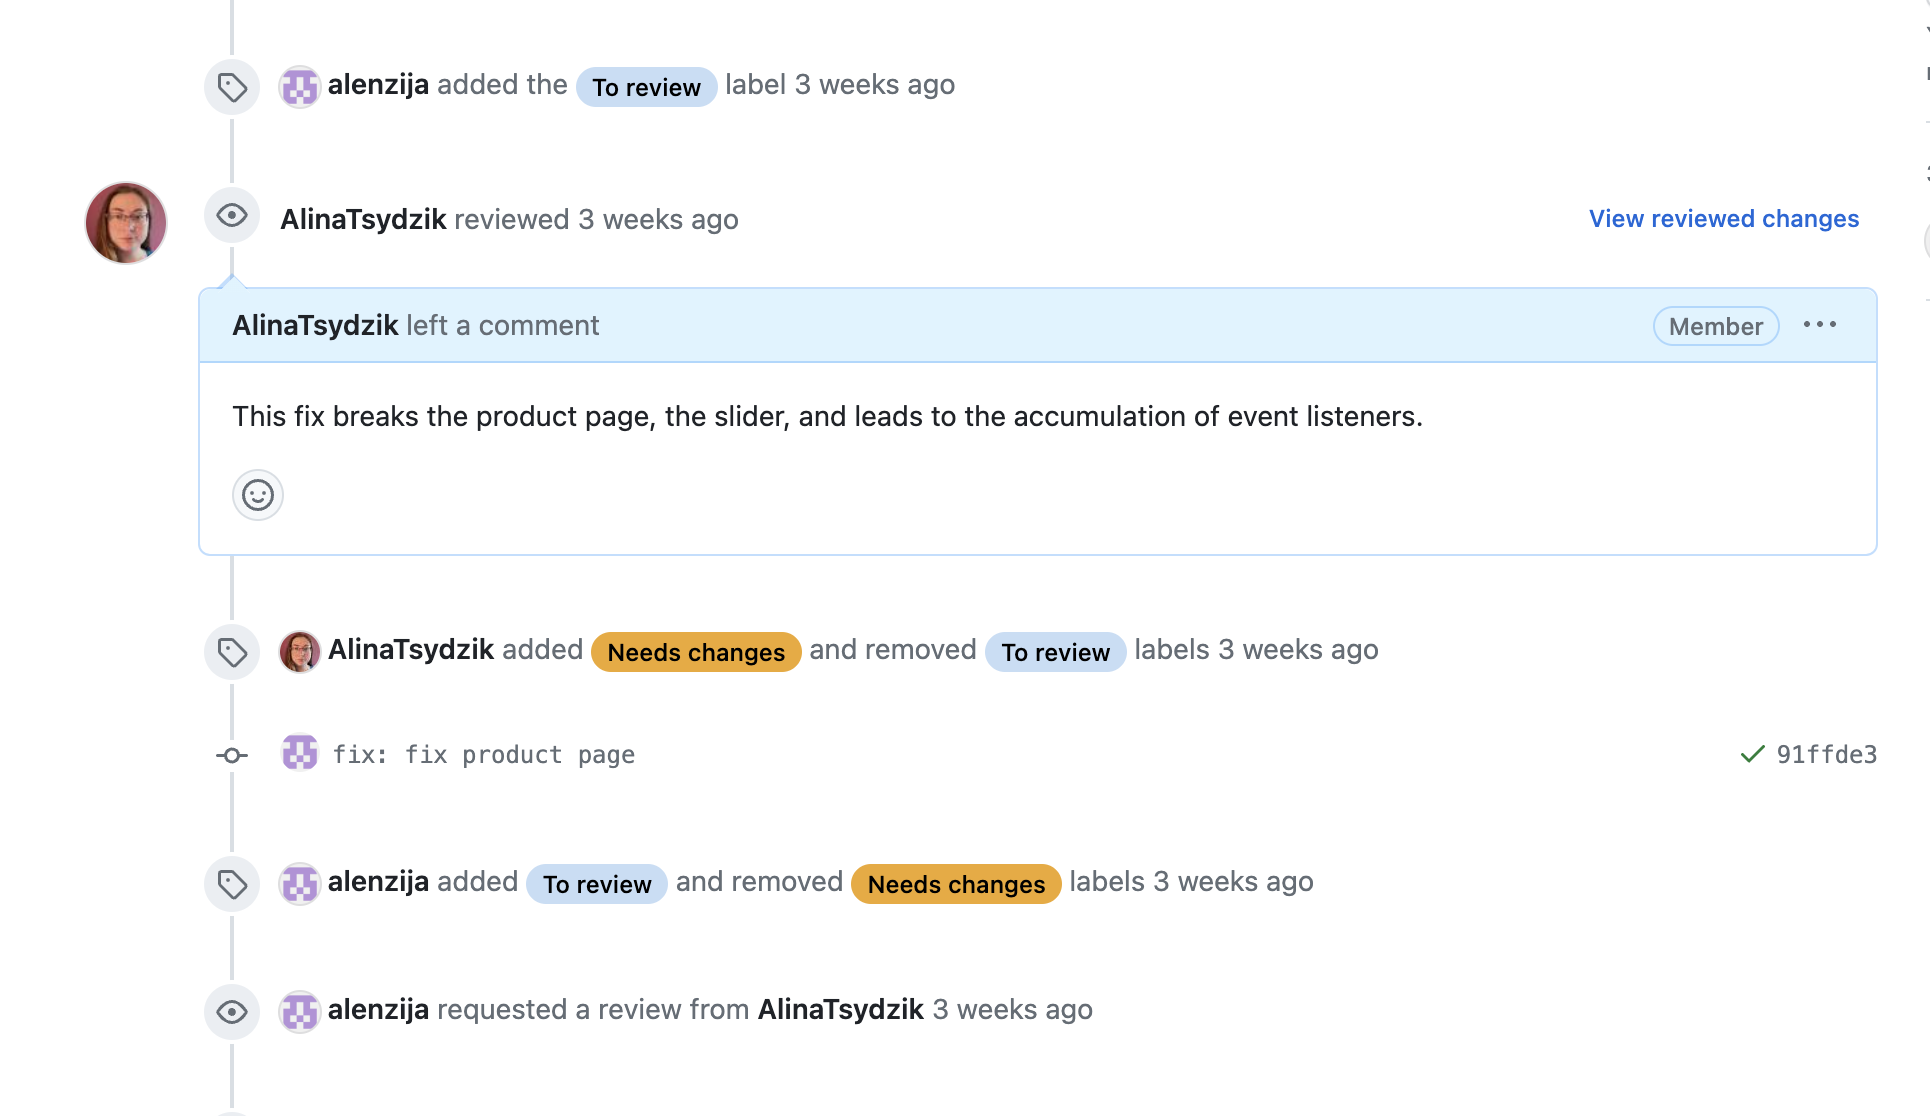 alenzija added the To review label 3 weeks ago
AlinaTsydzik reviewed 3 weeks ago View reviewed changes
AlinaTsydzik left a comment Member
This fix breaks the product page, the slider, and leads to the accumulation of event listeners.
AlinaTsydzik added Needs changes and removed To review labels 3 weeks ago
fix: fix product page 91ffde3
alenzija added To review and removed Needs changes labels 3 weeks ago
alenzija requested a review from AlinaTsydzik 3 weeks ago